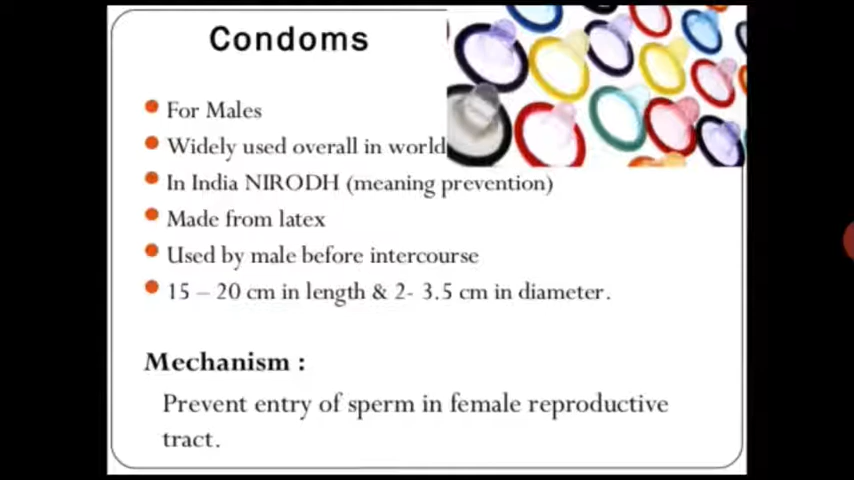 Condoms
For Males
Widely used overall in world
In India NIRODH (meaning prevention)
Made from latex
Used by male before intercourse
15 – 20 cm in length & 2- 3.5 cm in diameter.
Mechanism :
Prevent entry of sperm in female reproductive
tract.